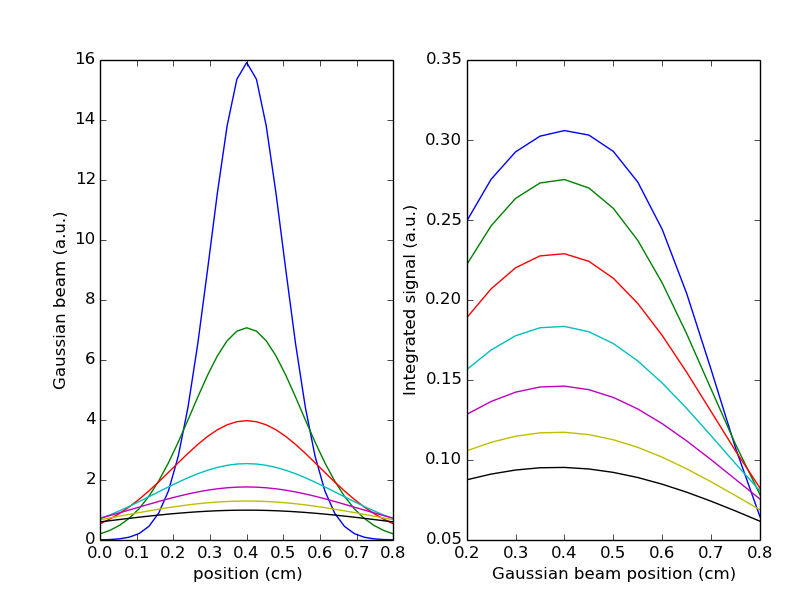 16
14
12
10
8
6
4
2
0
Gaussian beam (a.u.)
0.0 0.1 0.2 0.3 0.4 0.5 0.6 0.7 0.8
position (cm)
0.35
0.30
0.25
0.20
0.15
0.10
0.05
Integrated signal (a.u.)
0.2 0.3 0.4 0.5 0.6 0.7 0.8
Gaussian beam position (cm)